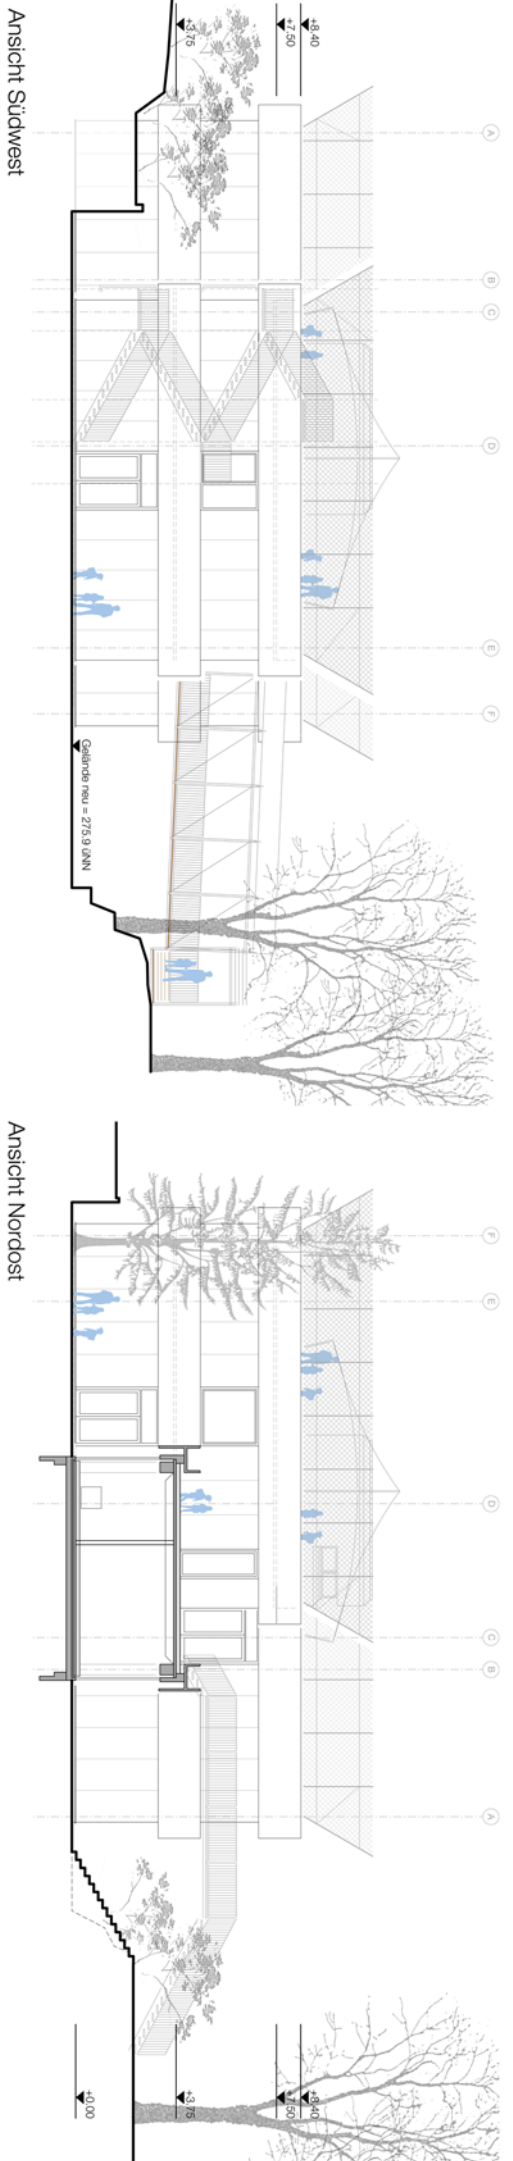 Ansicht Südwest
+3.75
+7.50
+8.40
A
B
C
D
E
F
Gelände neu = 275.9 üNN
Ansicht Nordost
F
E
D
C
B
A
+0.00
+3.75
+7.50
+8.40